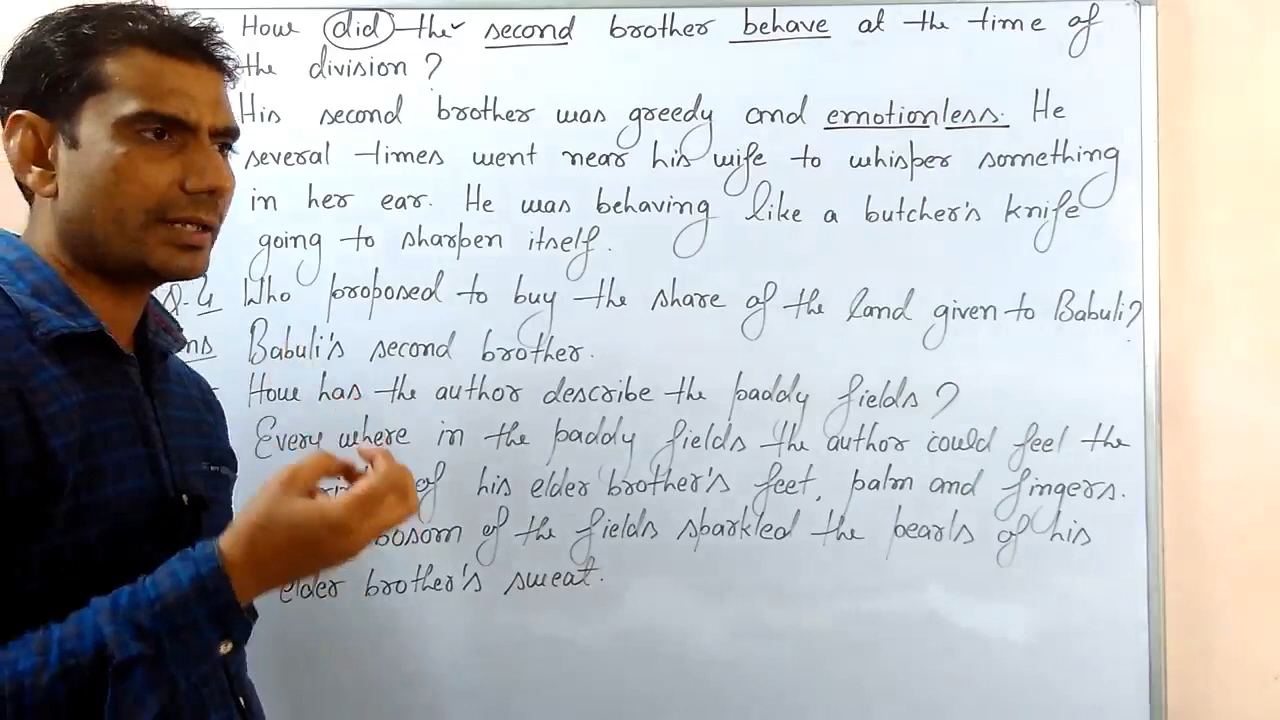 How did the second brother behave at the time of
the division ?
His second brother was greedy and emotionless. He
several times went near his wife to whisper something
in her ear. He was behaving like a butcher's knife
going to sharpen itself.
Q.4 Who proposed to buy the share of the land given to Babuli?
Ans Babuli's second brother.
How has the author describe the paddy fields ?
Every where in the paddy fields the author could feel the
of his elder brother's feet, palm and fingers.
bosom of the fields sparkled the pearls of his
elder brother's sweat.